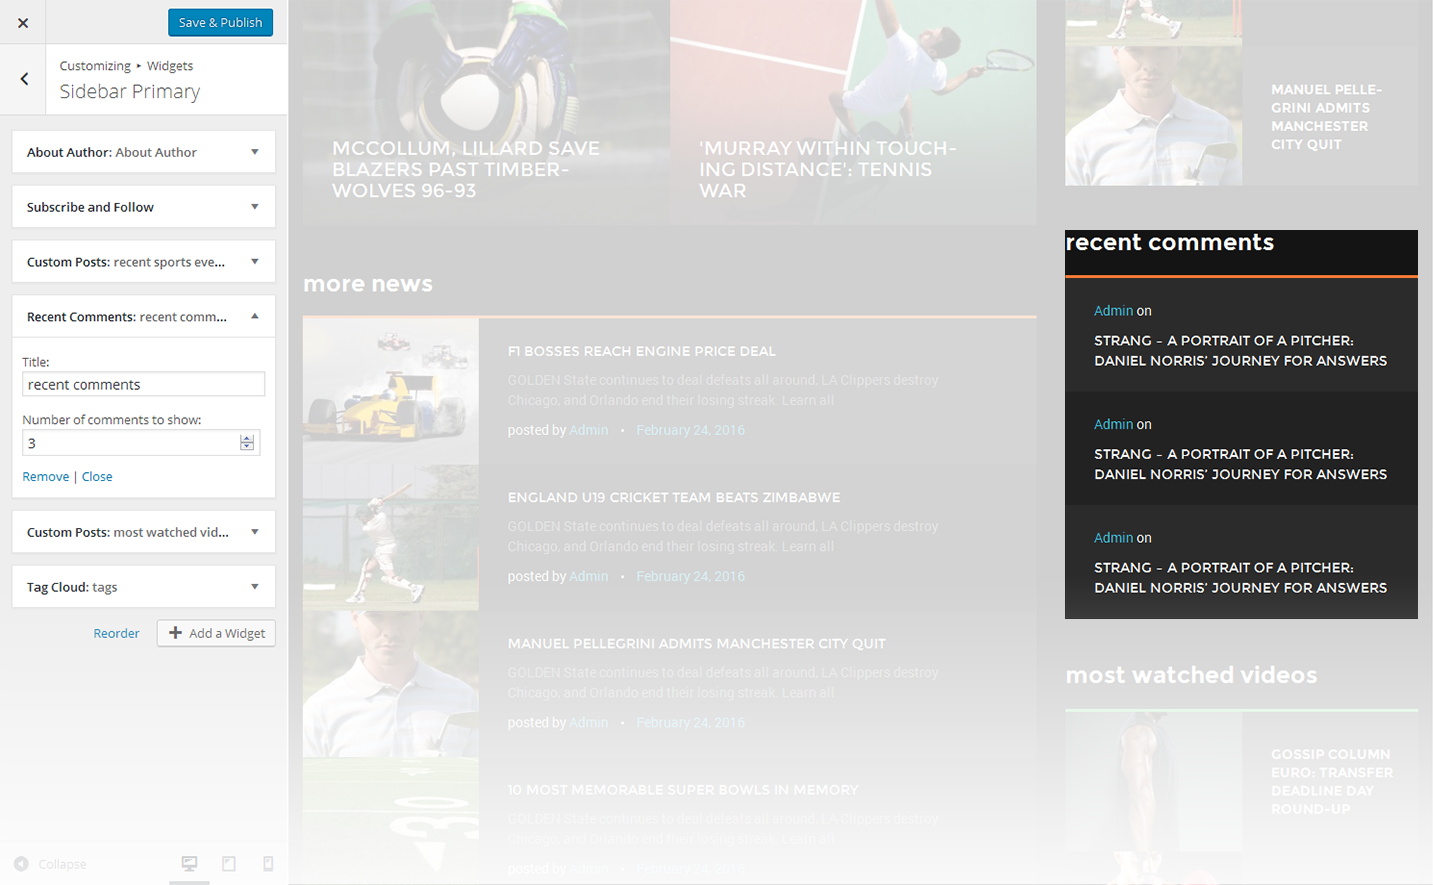 Save & Publish
Customizing ▸ Widgets
Sidebar Primary
About Author: About Author
Subscribe and Follow
Custom Posts: recent sports eve...
Recent Comments: recent comm...
Title:
recent comments
Number of comments to show:
3
Remove | Close
Custom Posts: most watched vid...
Tag Cloud: tags
Reorder
Add a Widget
Collapse
MCCOLLUM, LILLARD SAVE
BLAZERS PAST TIMBER-
WOLVES 96-93
'MURRAY WITHIN TOUCH-
ING DISTANCE': TENNIS
WAR
more news
F1 BOSSES REACH ENGINE PRICE DEAL
GOLDEN State continues to deal defeats all around, LA Clippers destroy
Chicago, and Orlando end their losing streak. Learn all
posted by Admin • February 24, 2016
ENGLAND U19 CRICKET TEAM BEATS ZIMBABWE
GOLDEN State continues to deal defeats all around, LA Clippers destroy
Chicago, and Orlando end their losing streak. Learn all
posted by Admin • February 24, 2016
MANUEL PELLEGRINI ADMITS MANCHESTER CITY QUIT
GOLDEN State continues to deal defeats all around, LA Clippers destroy
Chicago, and Orlando end their losing streak. Learn all
posted by Admin • February 24, 2016
10 MOST MEMORABLE SUPER BOWLS IN MEMORY
GOLDEN State continues to deal defeats all around, LA Clippers destroy
Chicago, and Orlando end their losing streak. Learn all
posted by Admin • February 24, 2016
MANUEL PELLE-
GRINI ADMITS
MANCHESTER
CITY QUIT
recent comments
Admin on
STRANG – A PORTRAIT OF A PITCHER:
DANIEL NORRIS’ JOURNEY FOR ANSWERS
Admin on
STRANG – A PORTRAIT OF A PITCHER:
DANIEL NORRIS’ JOURNEY FOR ANSWERS
Admin on
STRANG – A PORTRAIT OF A PITCHER:
DANIEL NORRIS’ JOURNEY FOR ANSWERS
most watched videos
GOSSIP COLUMN
EURO: TRANSFER
DEADLINE DAY
ROUND-UP